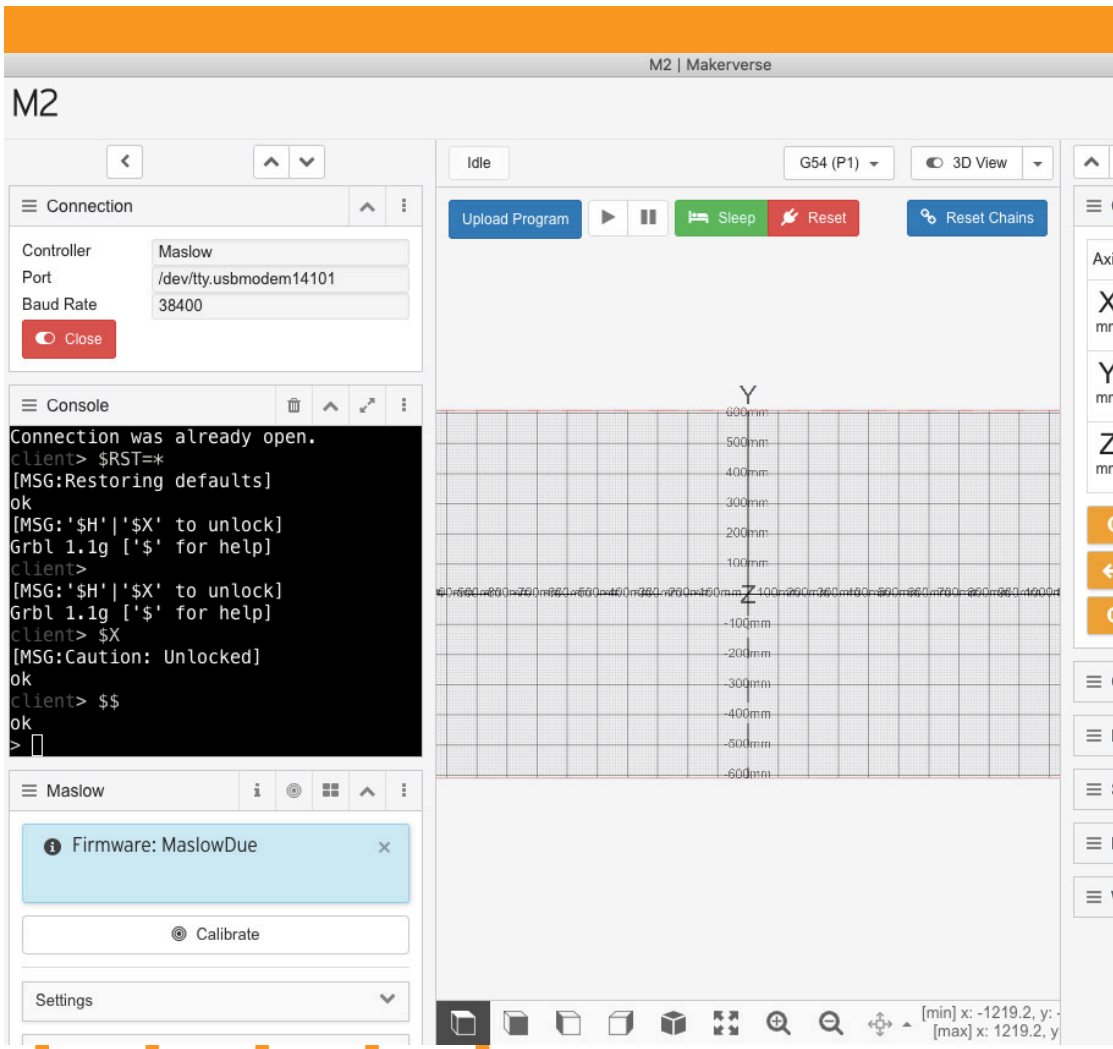 M2 | Makerverse
M2
Connection
Controller Maslow
Port /dev/tty.usbmodem14101
Baud Rate 38400
Close
Console
Connection was already open.
client> $RST=*
[MSG:Restoring defaults]
ok
[MSG:'$H'|'$X' to unlock]
Grbl 1.1g ['$' for help]
client>
[MSG:'$H'|'$X' to unlock]
Grbl 1.1g ['$' for help]
client> $X
[MSG:Caution: Unlocked]
ok
client> $$
ok
>
Maslow
Firmware: MaslowDue
Calibrate
Settings
Idle G54 (P1) 3D View
Upload Program Sleep Reset Reset Chains
Y
600mm
500mm
400mm
300mm
200mm
100mm
Z
-100mm
-200mm
-300mm
-400mm
-500mm
-600mm
[min] x: -1219.2, y: -
[max] x: 1219.2, y
Axi
X
Y
Z